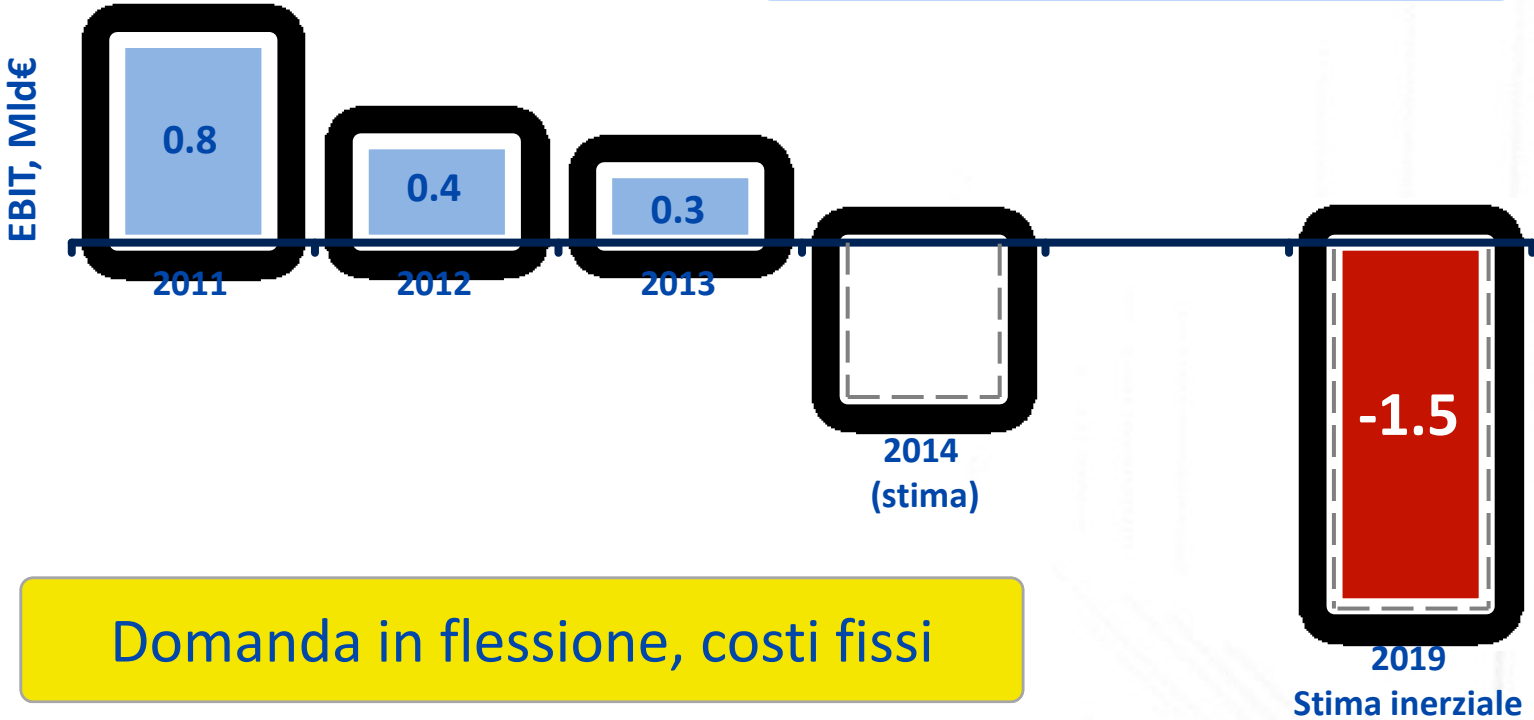 EBIT, Mld€
0.8
0.4
0.3
2011
2012
2013
-1.5
2014
(stima)
2019
Stima inerziale
Domanda in flessione, costi fissi